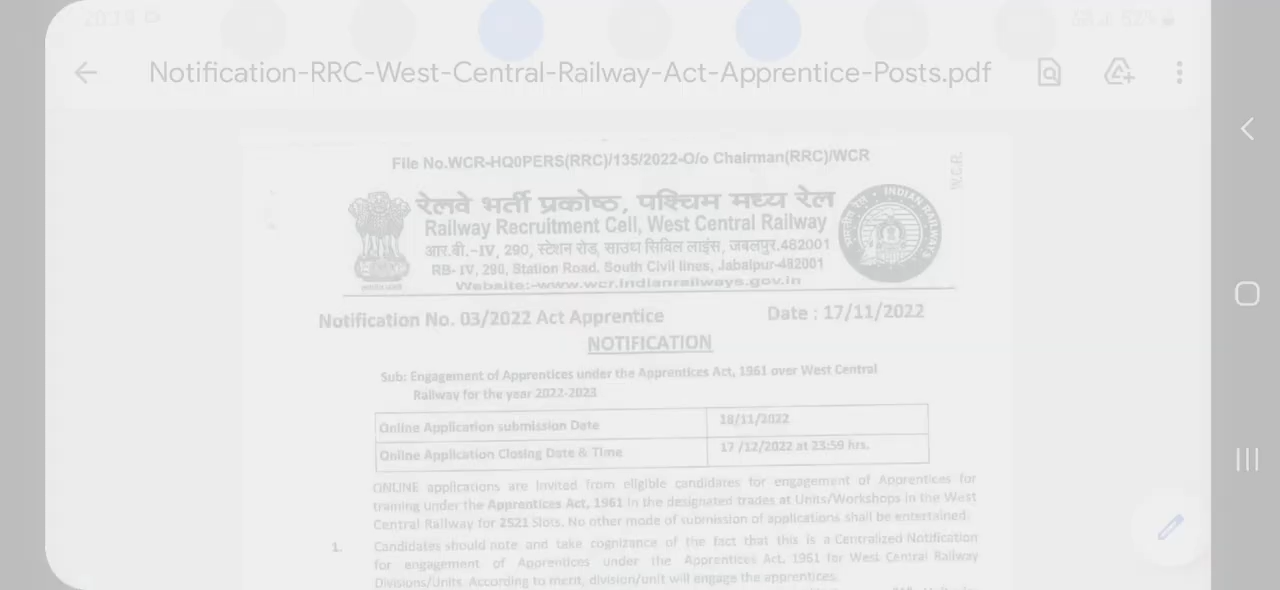 20:18
62%
Notification-RRC-West-Central-Railway-Act-Apprentice-Posts.pdf
File No.WCR-HQ0PERS(RRC)/135/2022-O/o Chairman(RRC)/WCR
रेलवे भर्ती प्रकोष्ठ, पश्चिम मध्य रेल
Railway Recruitment Cell, West Central Railway
आर.बी.-IV, 290, स्टेशन रोड, साउथ सिविल लाइंस, जबलपुर.482001
RB- IV, 290, Station Road. South Civil lines, Jabalpur-482001
Website:-www.wcr.indianrailways.gov.in
भारतीय रेल • INDIAN RAILWAYS
Notification No. 03/2022 Act Apprentice
Date : 17/11/2022
NOTIFICATION
Sub: Engagement of Apprentices under the Apprentices Act, 1961 over West Central
Railway for the year 2022-2023
Online Application submission Date 18/11/2022
Online Application Closing Date & Time 17 /12/2022 at 23:59 hrs.
ONLINE applications are invited from eligible candidates for engagement of Apprentices for
training under the Apprentices Act, 1961 in the designated trades at Units/Workshops in the West
Central Railway for 2521 Slots. No other mode of submission of applications shall be entertained.
1. Candidates should note and take cognizance of the fact that this is a Centralized Notification
for engagement of Apprentices under the Apprentices Act, 1961 for West Central Railway
Divisions/Units. According to merit, division/unit will engage the apprentices.